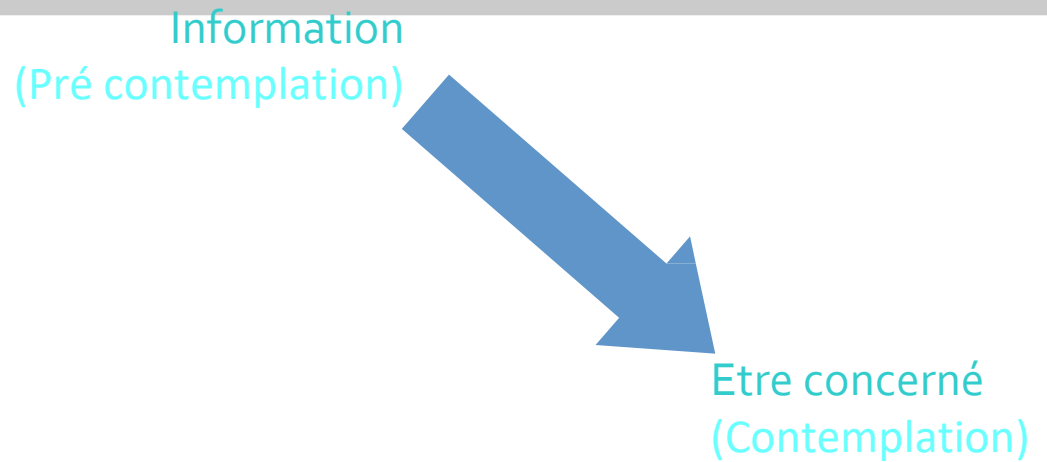 Information
(Pré contemplation)
Etre concerné
(Contemplation)